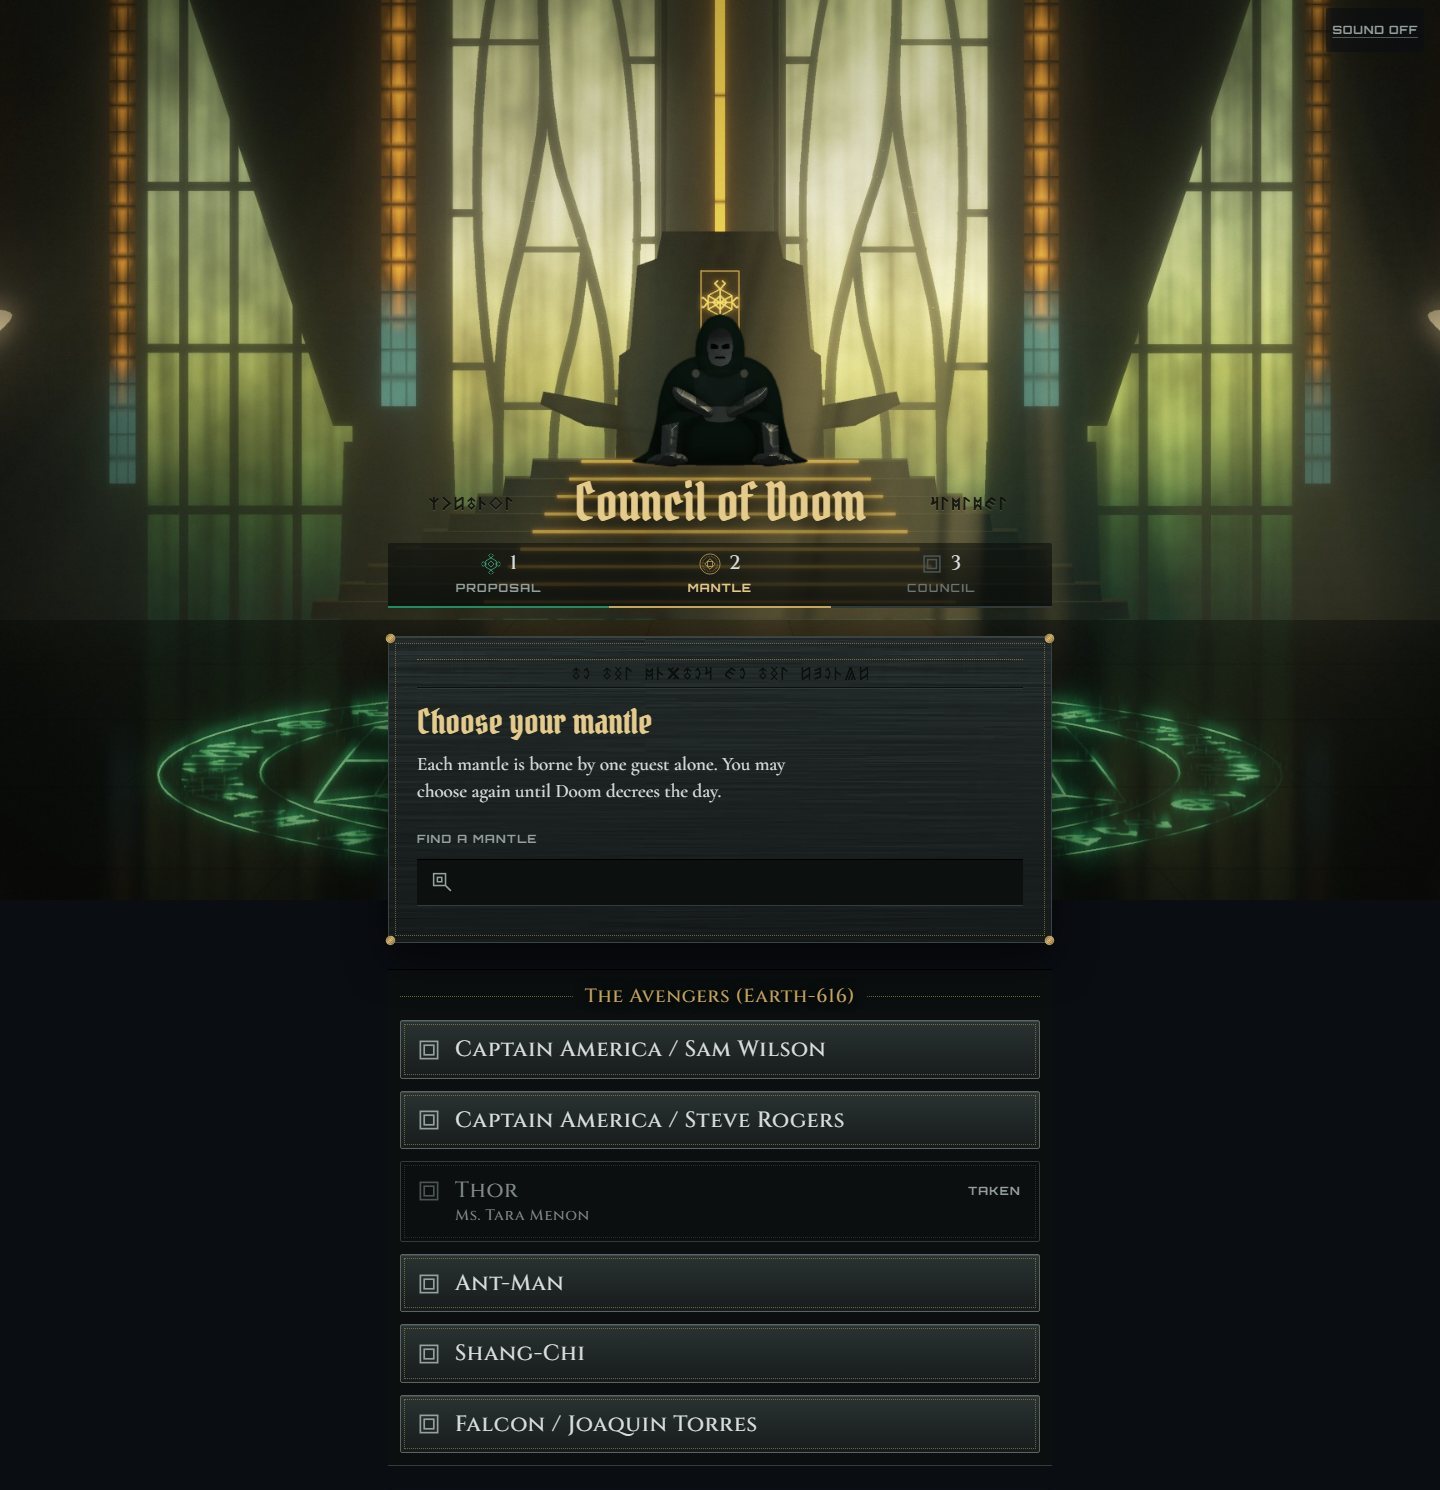 SOUND OFF
Council of Doom
1
PROPOSAL
2
MANTLE
3
COUNCIL
Choose your mantle
Each mantle is borne by one guest alone. You may
choose again until Doom decrees the day.
FIND A MANTLE
The Avengers (Earth-616)
Captain America / Sam Wilson
Captain America / Steve Rogers
Thor
TAKEN
Ms. Tara Menon
Ant-Man
Shang-Chi
Falcon / Joaquin Torres